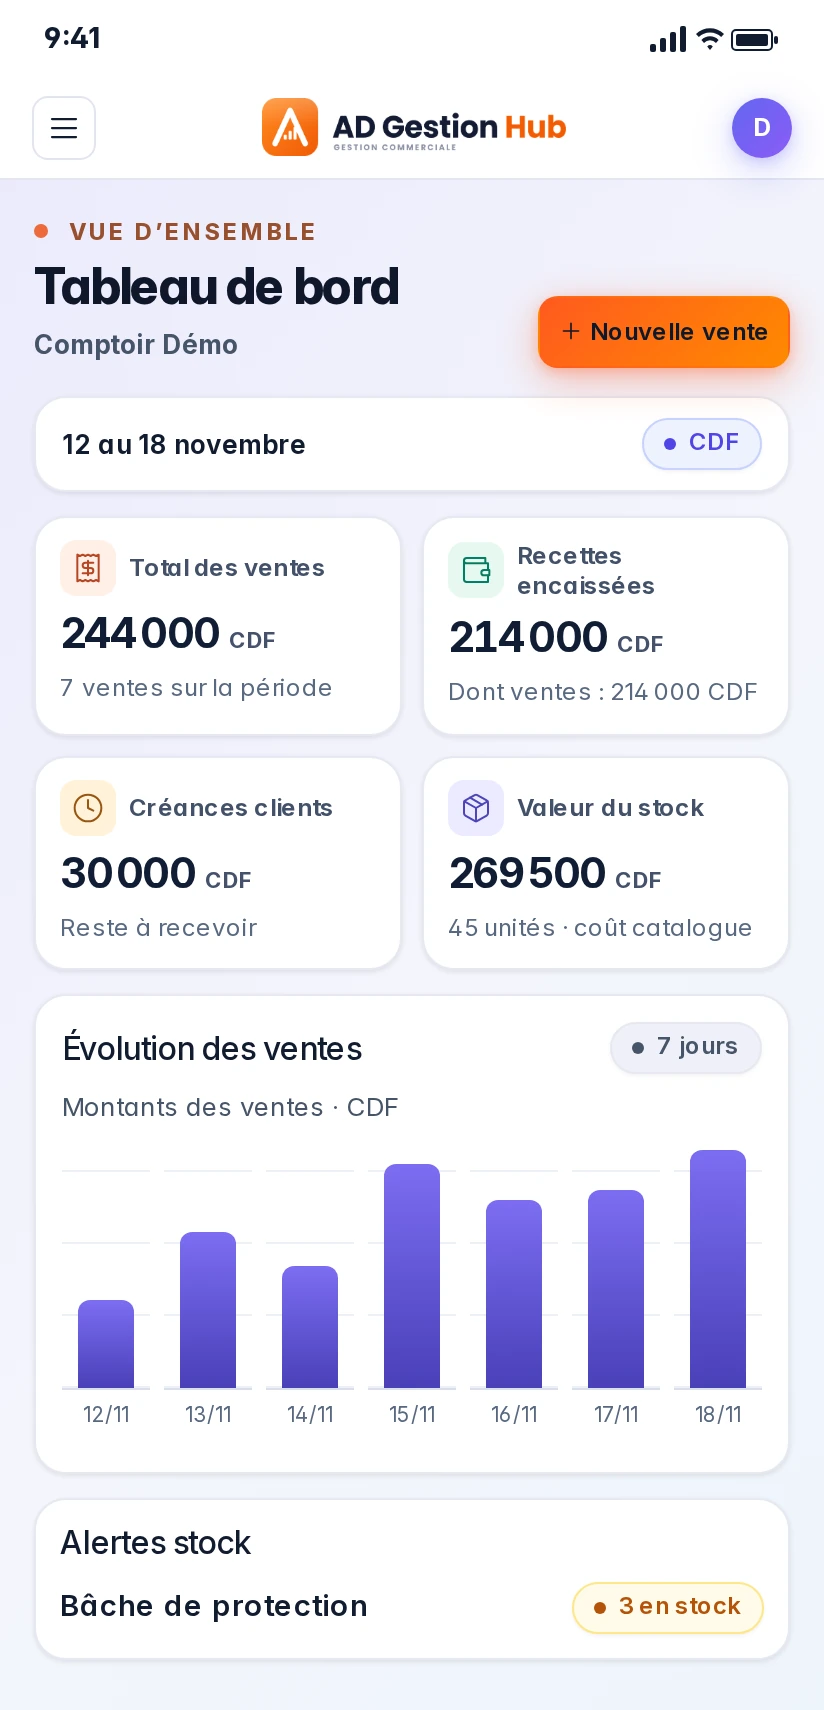 9:41
AD Gestion Hub
GESTION COMMERCIALE
D
VUE D’ENSEMBLE
Tableau de bord
Comptoir Démo
+ Nouvelle vente
12 au 18 novembre
CDF
Total des ventes
244 000 CDF
7 ventes sur la période
Recettes
encaissées
214 000 CDF
Dont ventes : 214 000 CDF
Créances clients
30 000 CDF
Reste à recevoir
Valeur du stock
269 500 CDF
45 unités · coût catalogue
Évolution des ventes
7 jours
Montants des ventes · CDF
12/11 13/11 14/11 15/11 16/11 17/11 18/11
Alertes stock
Bâche de protection
3 en stock